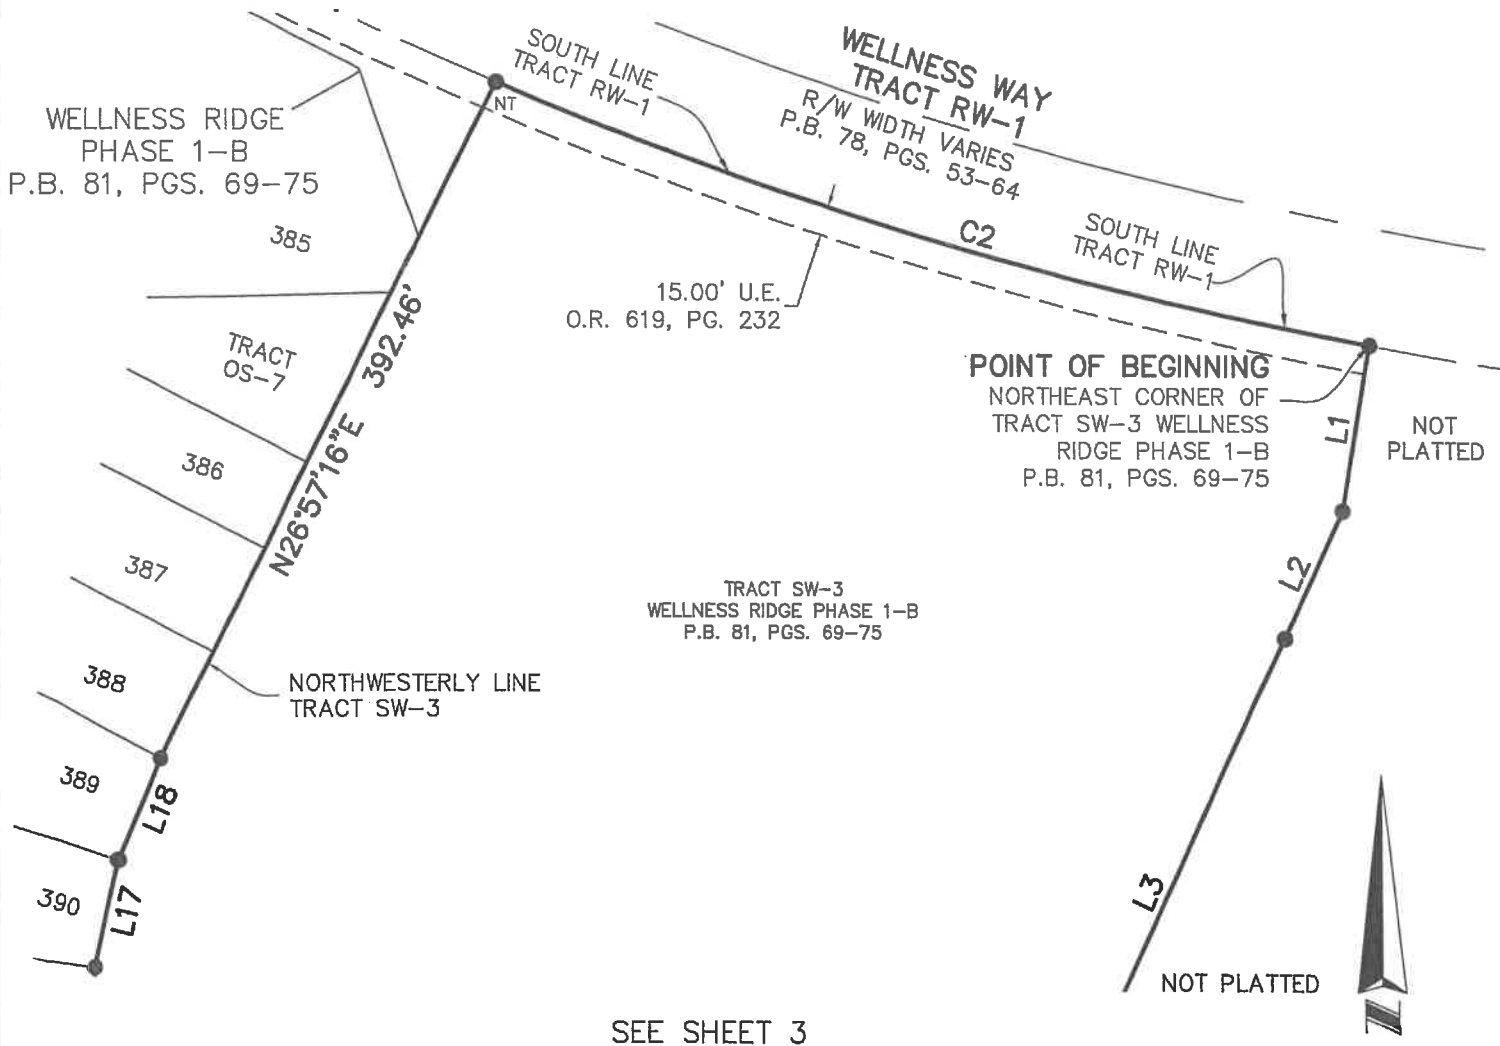 SOUTH LINE
TRACT RW-1
WELLNESS WAY
TRACT RW-1
R/W WIDTH VARIES
P.B. 78, PGS. 53-64
NT
WELLNESS RIDGE
PHASE 1-B
P.B. 81, PGS. 69-75
C2
SOUTH LINE
TRACT RW-1
385
15.00' U.E.
O.R. 619, PG. 232
TRACT
OS-7
N26°57'16"E 392.46'
POINT OF BEGINNING
NORTHEAST CORNER OF
TRACT SW-3 WELLNESS
RIDGE PHASE 1-B
P.B. 81, PGS. 69-75
L1
NOT
PLATTED
386
387
L2
TRACT SW-3
WELLNESS RIDGE PHASE 1-B
P.B. 81, PGS. 69-75
388
NORTHWESTERLY LINE
TRACT SW-3
389
L18
390
L17
L3
NOT PLATTED
N
SEE SHEET 3